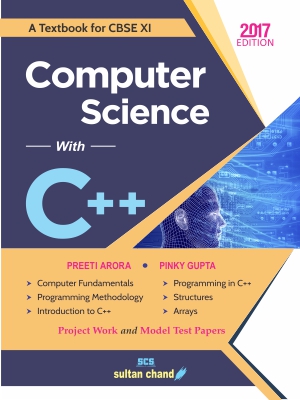 A Textbook for CBSE XI
2017
EDITION
Computer
Science
With
C++
PREETI ARORA • PINKY GUPTA
➤ Computer Fundamentals
➤ Programming Methodology
➤ Introduction to C++
➤ Programming in C++
➤ Structures
➤ Arrays
Project Work and Model Test Papers
SCS
sultan chand